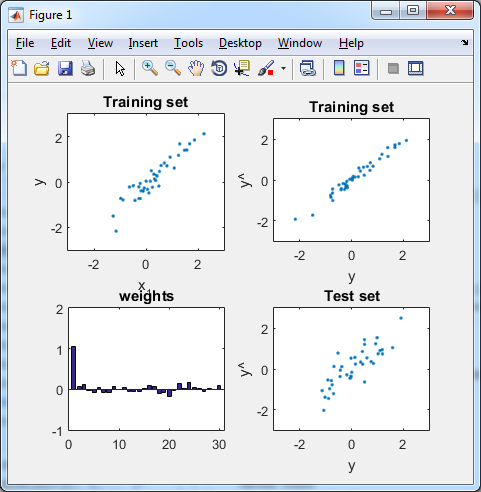 Figure 1
File Edit View Insert Tools Desktop Window Help
Training set
2
0
-2
y
-2 0 2
x
Training set
2
0
-2
y^
-2 0 2
y
weights
2
1
0
-1
0 10 20 30
Test set
2
0
-2
y^
-2 0 2
y